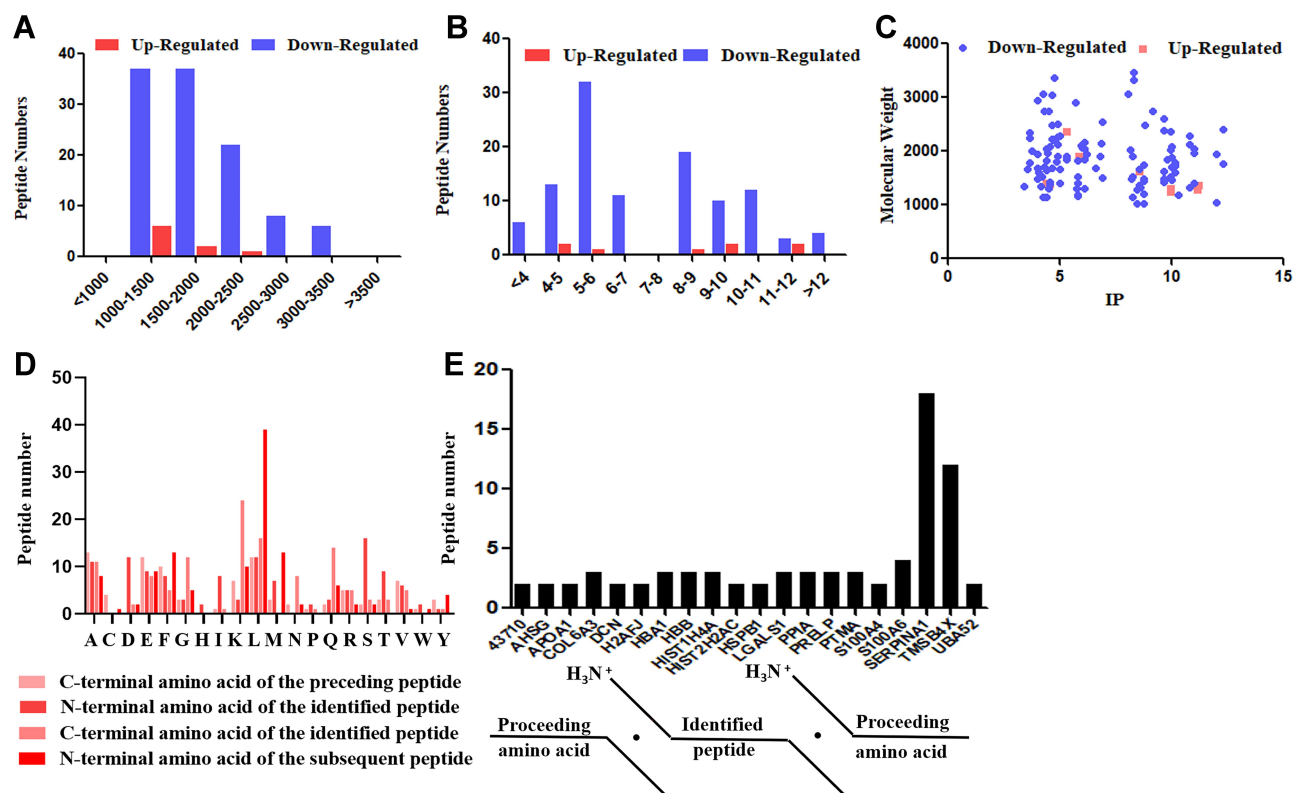 A
Up-Regulated
Down-Regulated
Peptide Numbers
40
30
20
10
0
<1000
1000-1500
1500-2000
2000-2500
2500-3000
3000-3500
>3500
B
Up-Regulated
Down-Regulated
Peptide Numbers
40
30
20
10
0
<4
4-5
5-6
6-7
7-8
8-9
9-10
10-11
11-12
>12
C
Down-Regulated
Up-Regulated
Molecular Weight
4000
3000
2000
1000
0
0
5
10
15
IP
D
Peptide number
50
40
30
20
10
0
A C D E F G H I K L M N P Q R S T V W Y
C-terminal amino acid of the preceding peptide
N-terminal amino acid of the identified peptide
C-terminal amino acid of the identified peptide
N-terminal amino acid of the subsequent peptide
E
Peptide number
20
15
10
5
0
43710
AHSG
APOA1
COL6A3
DCN
H2AFJ
HBA1
HBB
HIST1H4A
HIST2H2AC
HSPB1
LGALS1
PPIA
PRELP
PTMA
S100A4
S100A6
SERPINA1
TMSB4X
UBA52
H₃N⁺
H₃N⁺
Proceeding
amino acid
Identified
peptide
Proceeding
amino acid